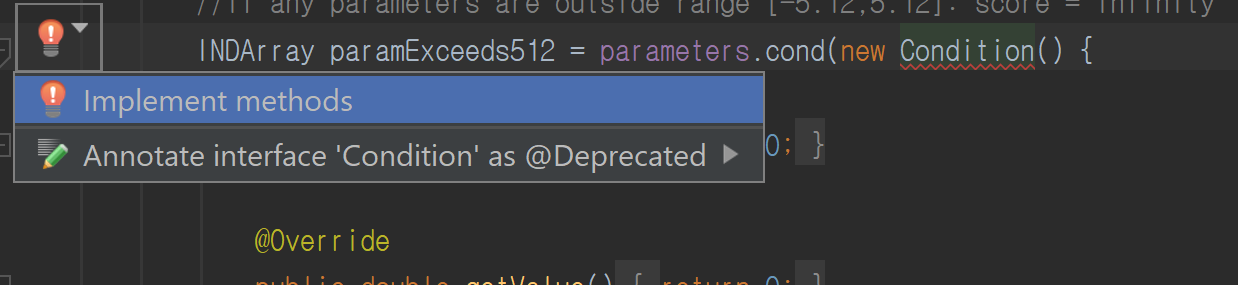 //if any parameters are outside range [-5.12,5.12]: score = infinity
INDArray paramExceeds512 = parameters.cond(new Condition() {
Implement methods
0; }
Annotate interface 'Condition' as @Deprecated
@Override
public double getValue() { return 0; }